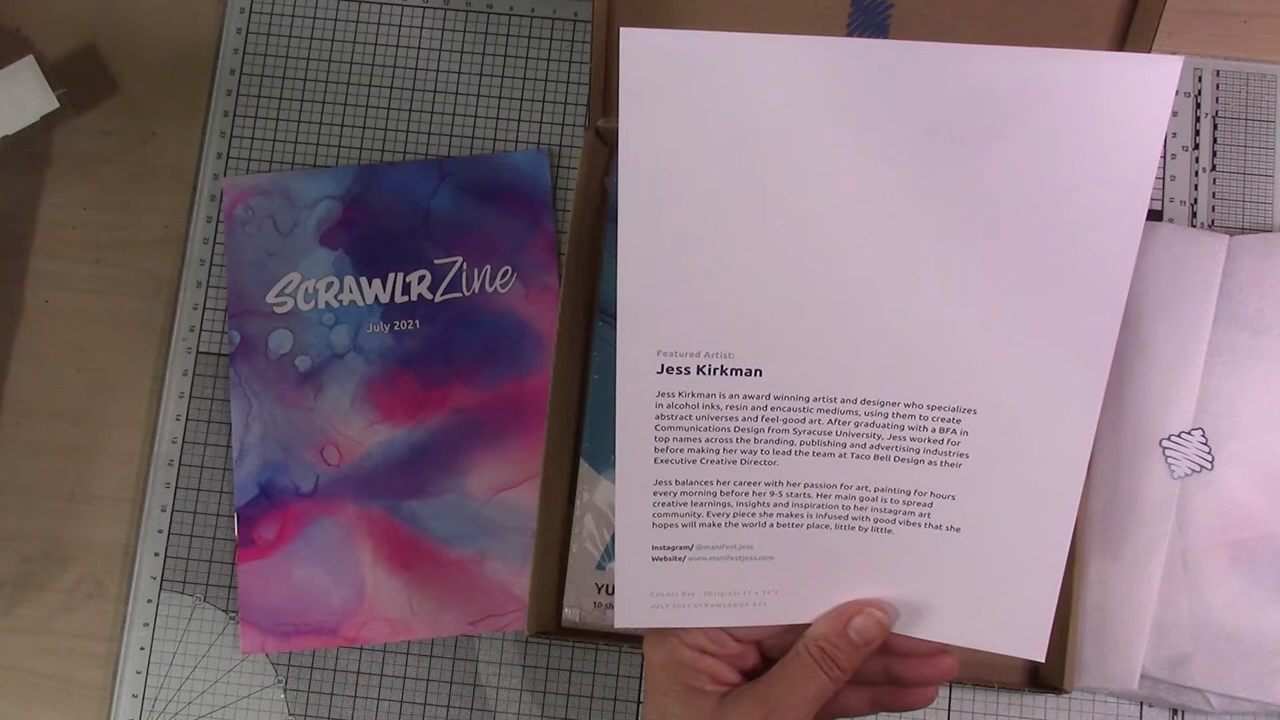 SCRAWLRZine
July 2021
Featured Artist:
Jess Kirkman
Jess Kirkman is an award winning artist and designer who specializes
in alcohol inks, resin and encaustic mediums, using them to create
abstract universes and feel-good art. After graduating with a BFA in
Communications Design from Syracuse University, Jess worked for
top names across the branding, publishing and advertising industries
before making her way to lead the team at Taco Bell Design as their
Executive Creative Director.
Jess balances her career with her passion for art, painting for hours
every morning before her 9-5 starts. Her main goal is to spread
creative learnings, insights and inspiration to her instagram art
community. Every piece she makes is infused with good vibes that she
hopes will make the world a better place, little by little.
Instagram/ @manifest.jess
Website/ www.manifestjess.com
JULY 2021 SCRAWLRBOX
YU
10 sh